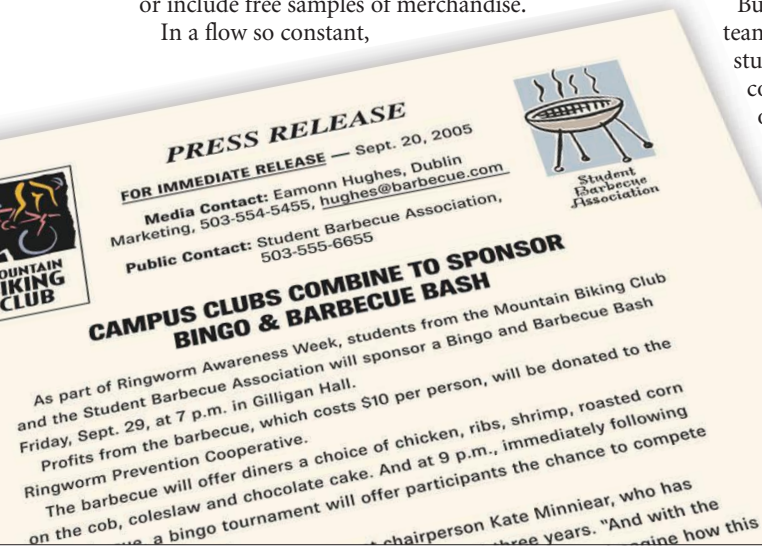 or include free samples of merchandise.
In a flow so constant,
Bu
team
stu
co
PRESS RELEASE
FOR IMMEDIATE RELEASE — Sept. 20, 2005
Media Contact: Eamonn Hughes, Dublin
Marketing, 503-554-5455, hughes@barbecue.com
Public Contact: Student Barbecue Association,
503-555-6655
OUNTAIN
IKING
CLUB
Student
Barbecue
Association
CAMPUS CLUBS COMBINE TO SPONSOR
BINGO & BARBECUE BASH
As part of Ringworm Awareness Week, students from the Mountain Biking Club
and the Student Barbecue Association will sponsor a Bingo and Barbecue Bash
Friday, Sept. 29, at 7 p.m. in Gilligan Hall.
Profits from the barbecue, which costs $10 per person, will be donated to the
Ringworm Prevention Cooperative.
The barbecue will offer diners a choice of chicken, ribs, shrimp, roasted corn
on the cob, coleslaw and chocolate cake. And at 9 p.m., immediately following
a bingo tournament will offer participants the chance to compete
chairperson Kate Minniear, who has
three years. "And with the
how this